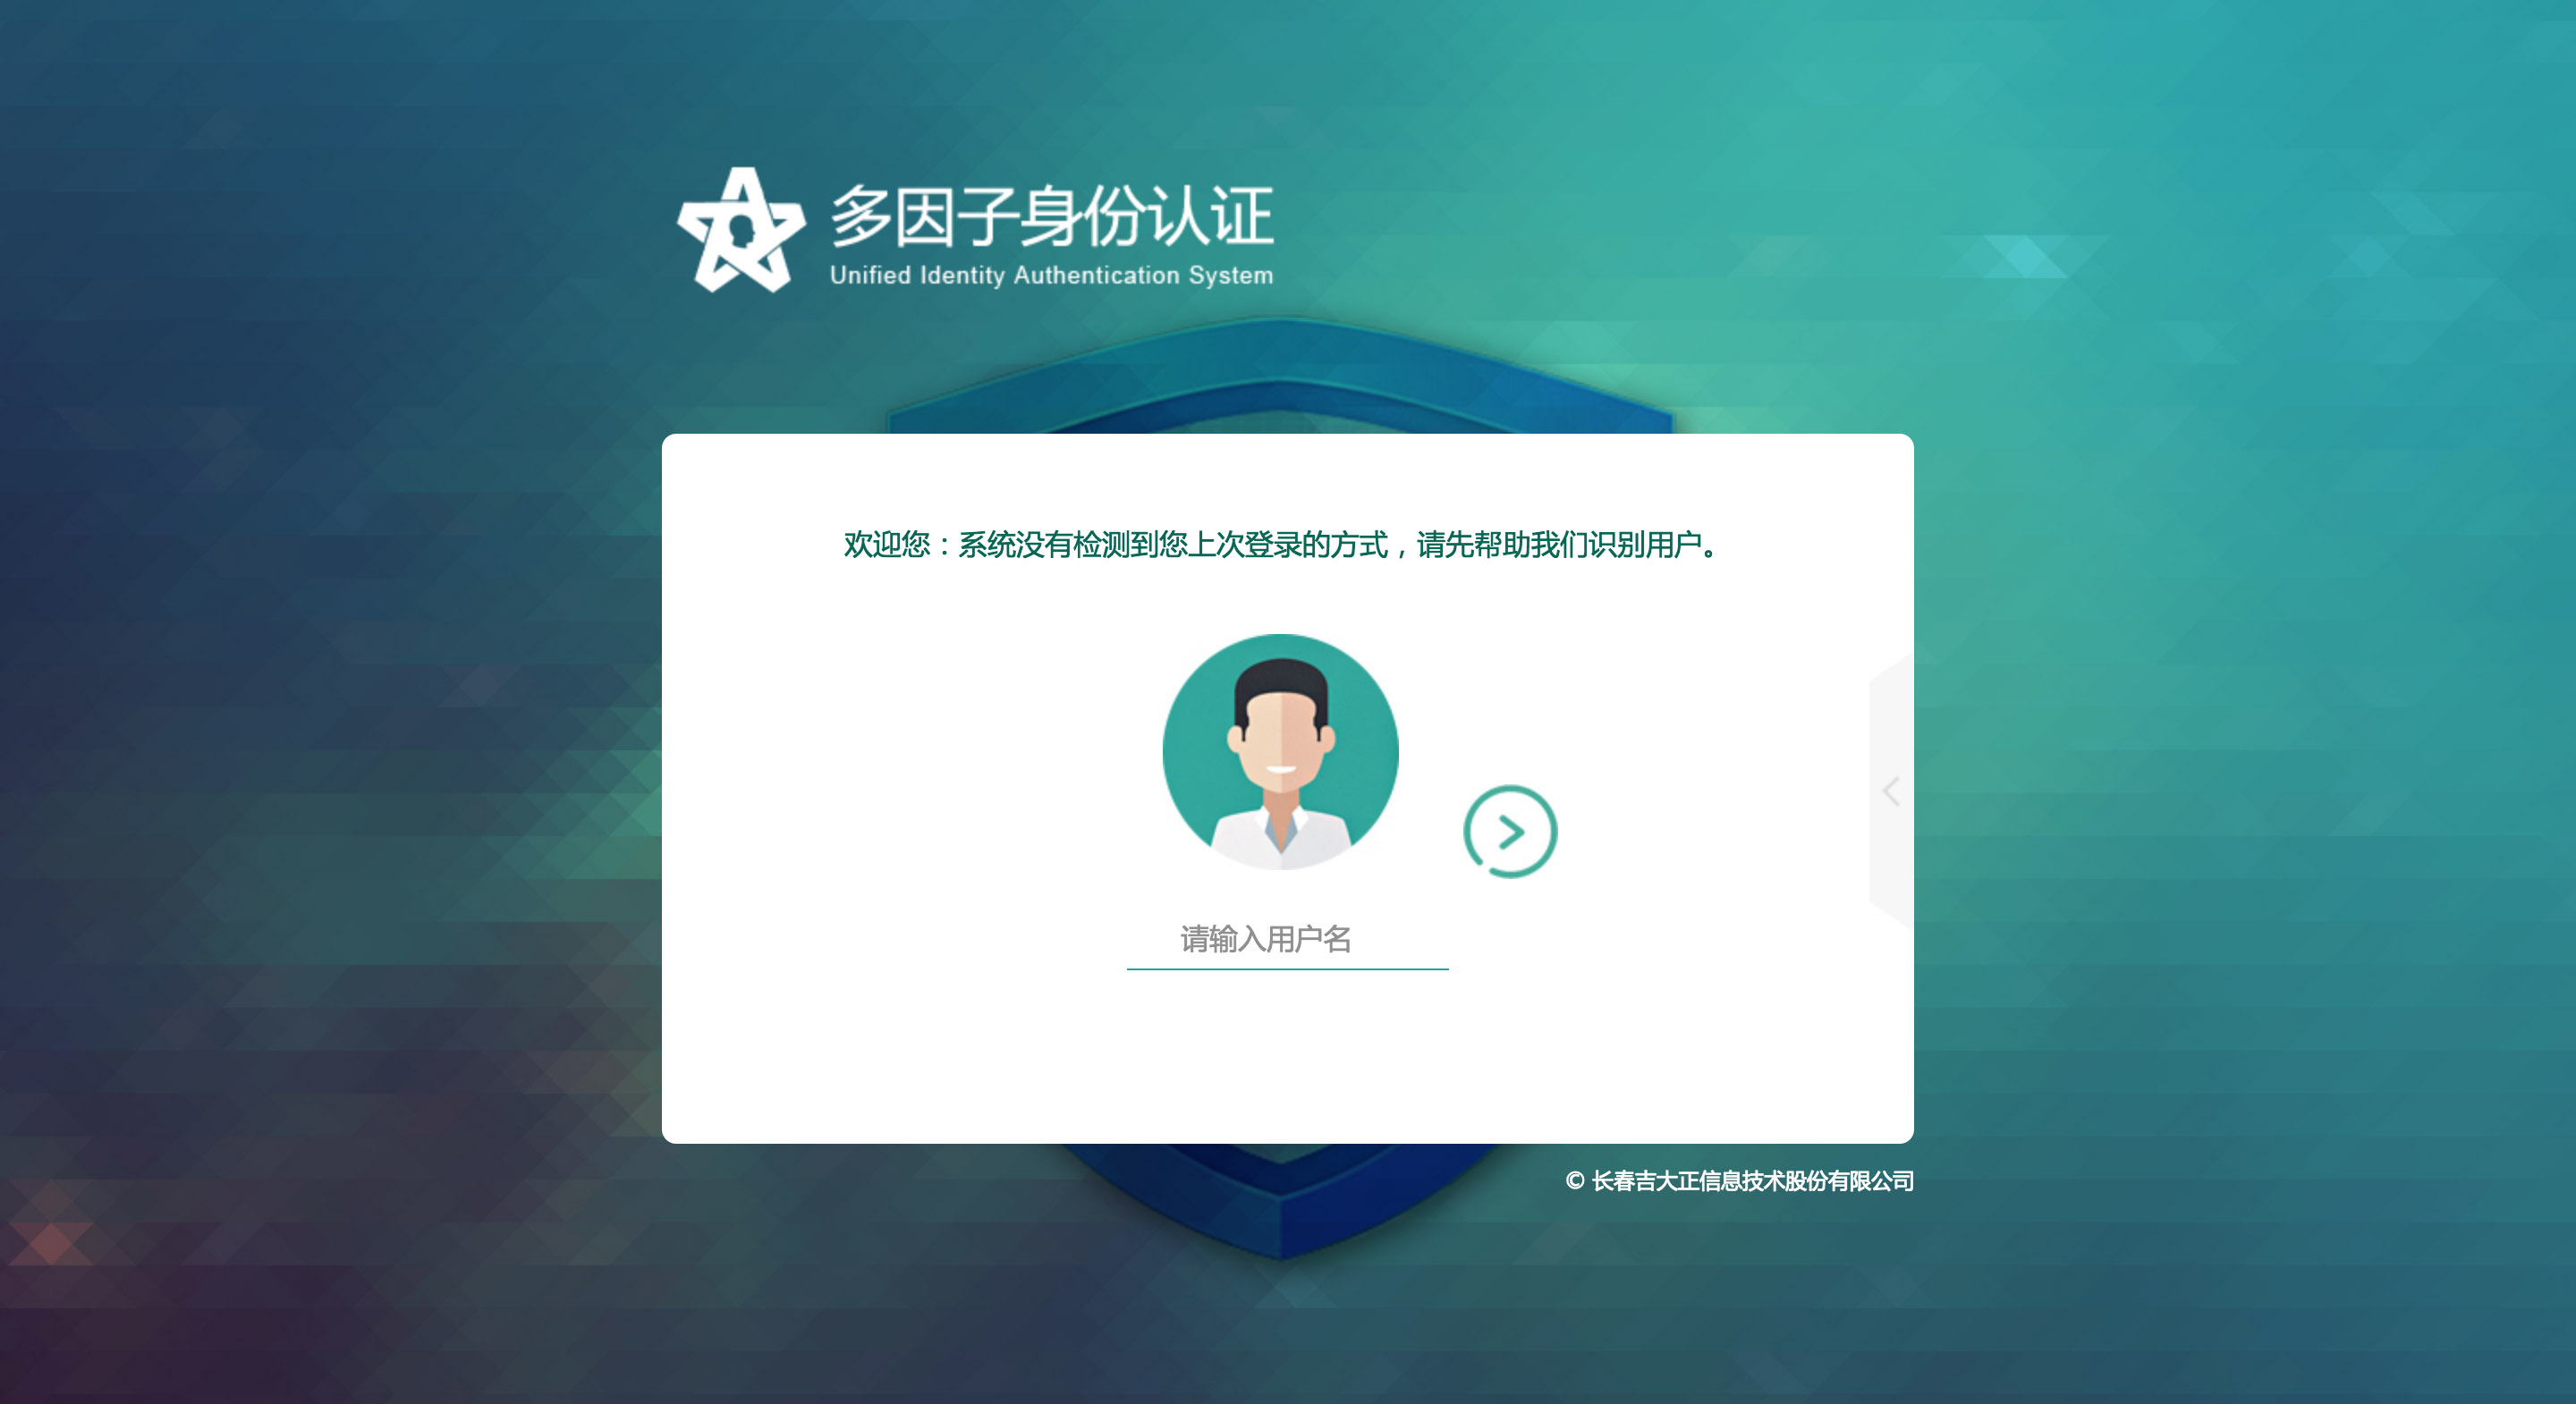 多因子身份认证
Unified Identity Authentication System
欢迎您：系统没有检测到您上次登录的方式，请先帮助我们识别用户。
请输入用户名
© 长春吉大正信息技术股份有限公司